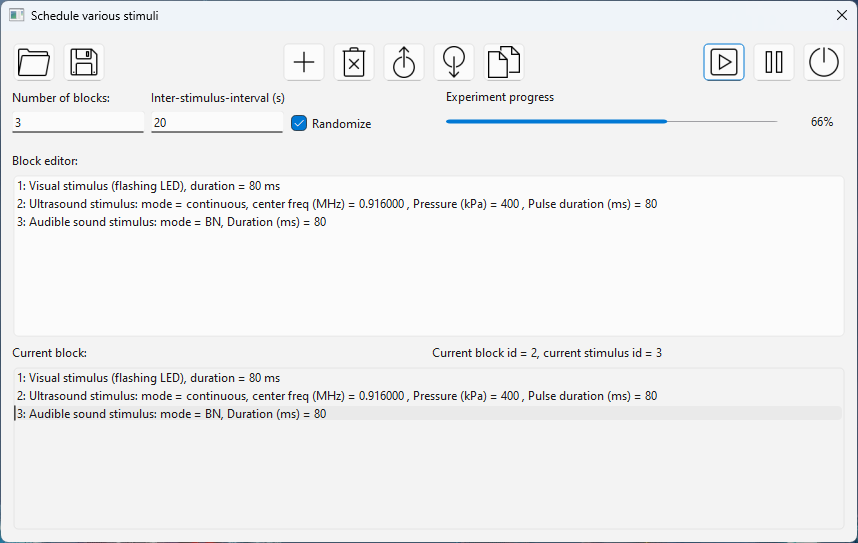 Schedule various stimuli
Number of blocks:
Inter-stimulus-interval (s)
Experiment progress
3
20
Randomize
66%
Block editor:
1: Visual stimulus (flashing LED), duration = 80 ms
2: Ultrasound stimulus: mode = continuous, center freq (MHz) = 0.916000 , Pressure (kPa) = 400 , Pulse duration (ms) = 80
3: Audible sound stimulus: mode = BN, Duration (ms) = 80
Current block:
Current block id = 2, current stimulus id = 3
1: Visual stimulus (flashing LED), duration = 80 ms
2: Ultrasound stimulus: mode = continuous, center freq (MHz) = 0.916000 , Pressure (kPa) = 400 , Pulse duration (ms) = 80
3: Audible sound stimulus: mode = BN, Duration (ms) = 80